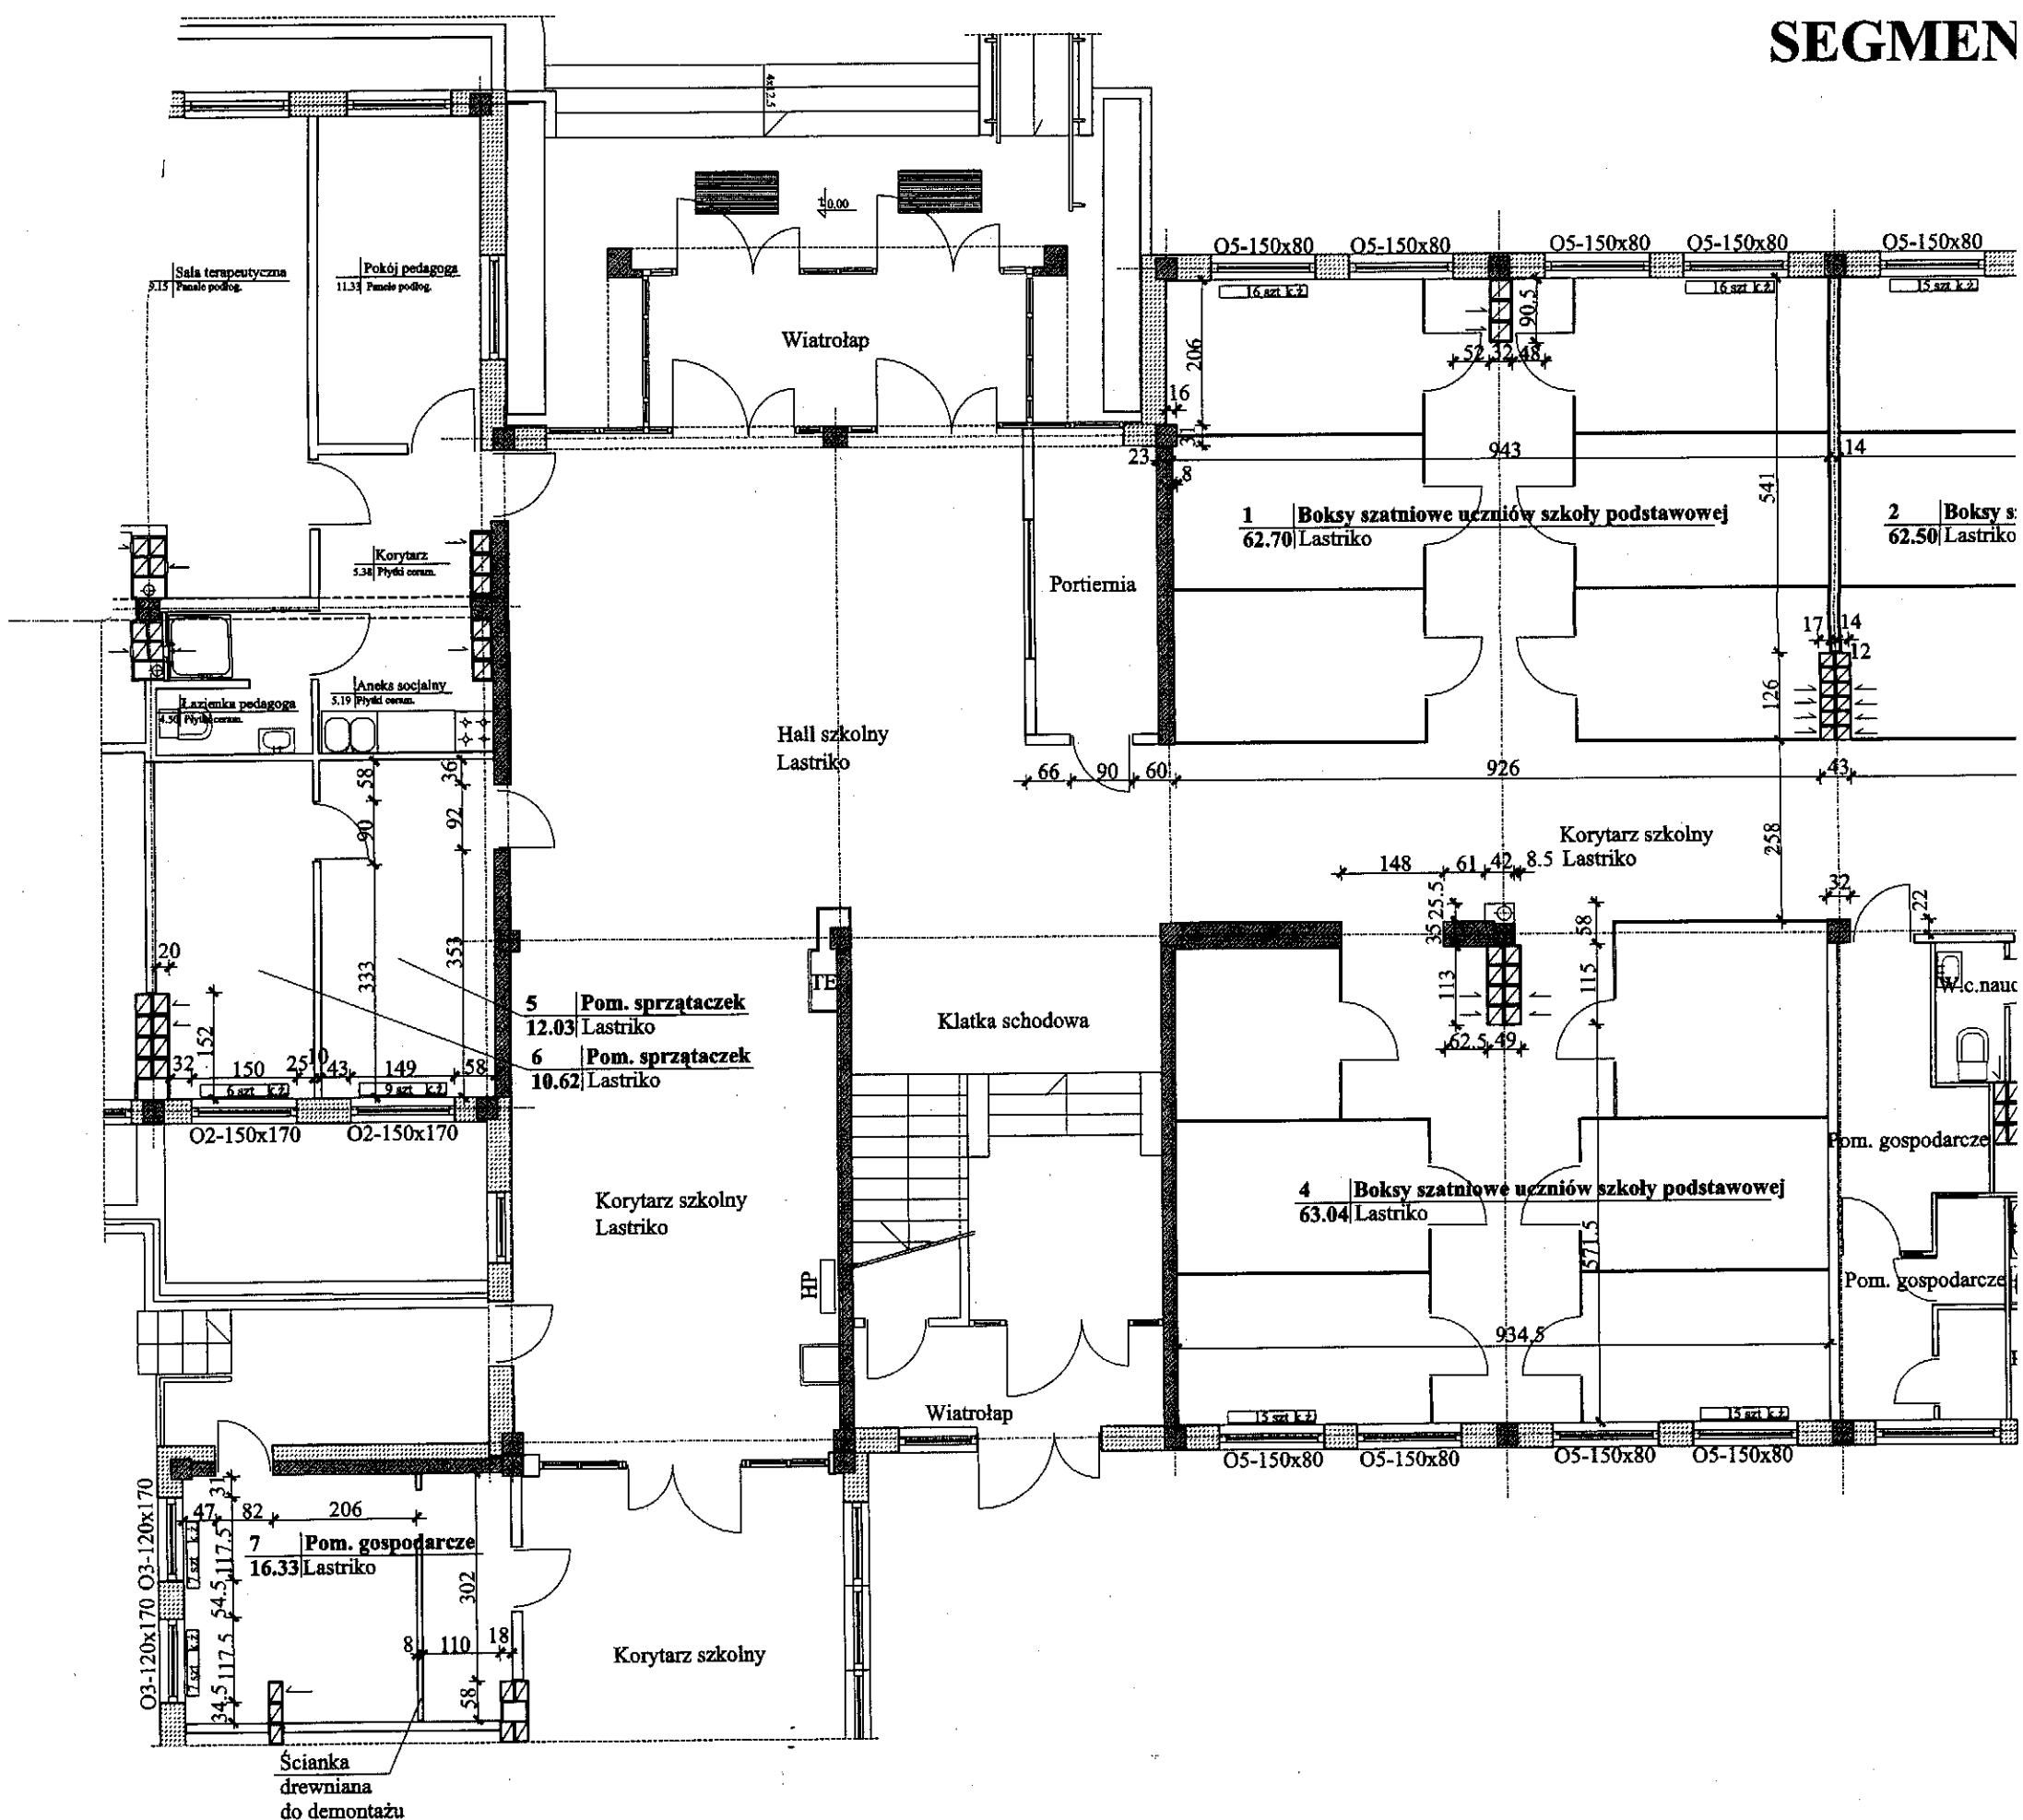 SEGMEN
4x12.5
±0.00
O5-150x80
O5-150x80
O5-150x80
O5-150x80
O5-150x80
16 szt k.ż
16 szt k.ż
15 szt k.ż
Sala terapeutyczna
9.15 Panele podłog.
Pokój pedagoga
11.33 Panele podłog.
Wiatrołap
90.5
52 32 48
206
16
31
23
943
14
8
541
1 Boksy szatniowe uczniów szkoły podstawowej
62.70 Lastriko
2 Boksy s
62.50 Lastriko
Korytarz
5.38 Płytki ceram.
Portiernia
17 14
12
126
Łazienka pedagoga
4.50 Płytki ceram.
Aneks socjalny
5.19 Płytki ceram.
Hall szkolny
Lastriko
66 90 60
926
43
58
36
90
92
258
Korytarz szkolny
Lastriko
148 61 42 8.5
32
22
25.5
35
58
20
333
353
113
115
TE
W.c.nauc
5 Pom. sprzątaczek
12.03 Lastriko
Klatka schodowa
152
6 Pom. sprzątaczek
10.62 Lastriko
62.5 49
32 150 25 10 43 149 58
6 szt k.ż
9 szt k.ż
O2-150x170
O2-150x170
Pom. gospodarcze
Korytarz szkolny
Lastriko
4 Boksy szatniowe uczniów szkoły podstawowej
63.04 Lastriko
571.5
HP
Pom. gospodarcze
934.5
Wiatrołap
15 szt k.ż
15 szt k.ż
O5-150x80
O5-150x80
O5-150x80
O5-150x80
31
47 82 206
O3-120x170
7 szt k.ż
117.5
7 Pom. gospodarcze
16.33 Lastriko
54.5
302
O3-120x170
7 szt k.ż
117.5
8 110 18
Korytarz szkolny
34.5
58
Ścianka
drewniana
do demontażu